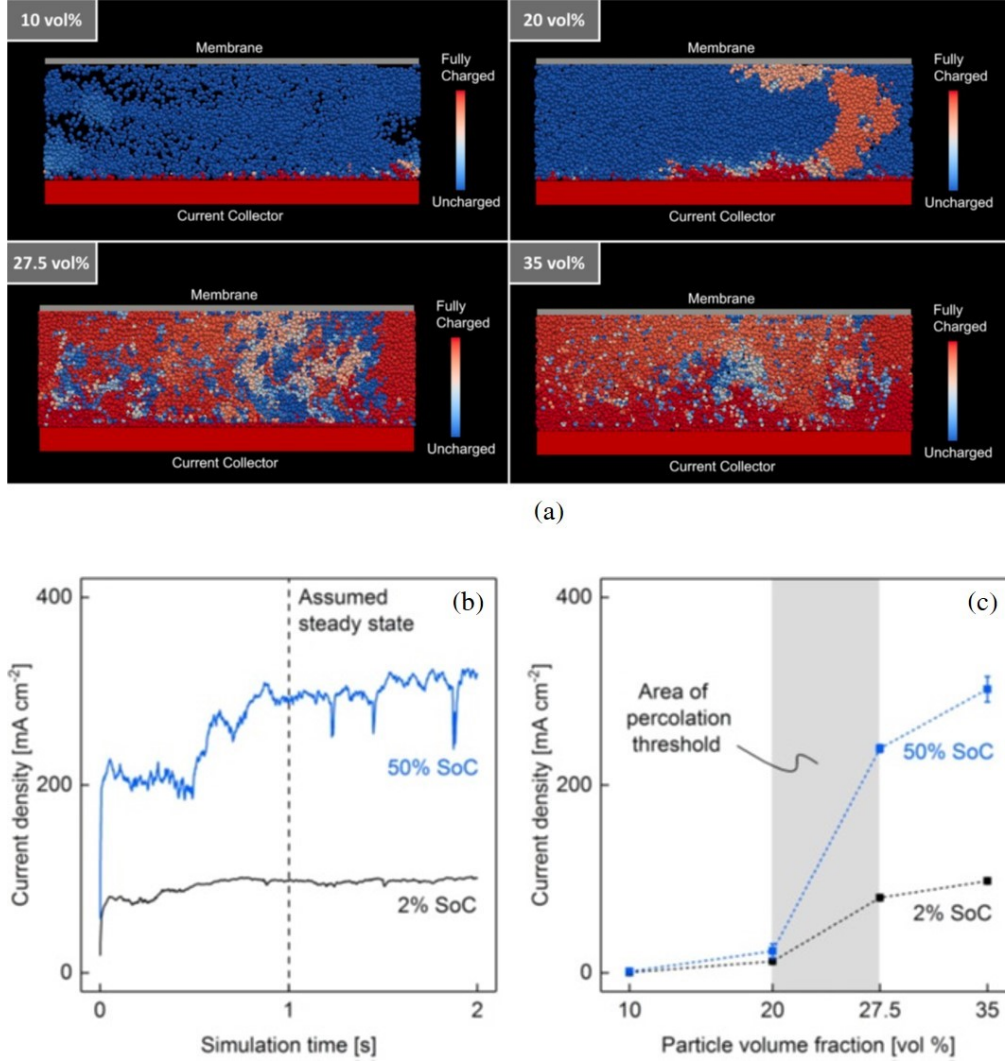 10 vol%
Membrane
Fully
Charged
Uncharged
Current Collector
20 vol%
Membrane
Fully
Charged
Uncharged
Current Collector
27.5 vol%
Membrane
Fully
Charged
Uncharged
Current Collector
35 vol%
Membrane
Fully
Charged
Uncharged
Current Collector
(a)
Current density [mA cm⁻²]
400
200
0
0
1
2
Simulation time [s]
Assumed
steady state
(b)
50% SoC
2% SoC
Current density [mA cm⁻²]
400
200
0
10
20
27.5
35
Particle volume fraction [vol %]
(c)
Area of
percolation
threshold
50% SoC
2% SoC